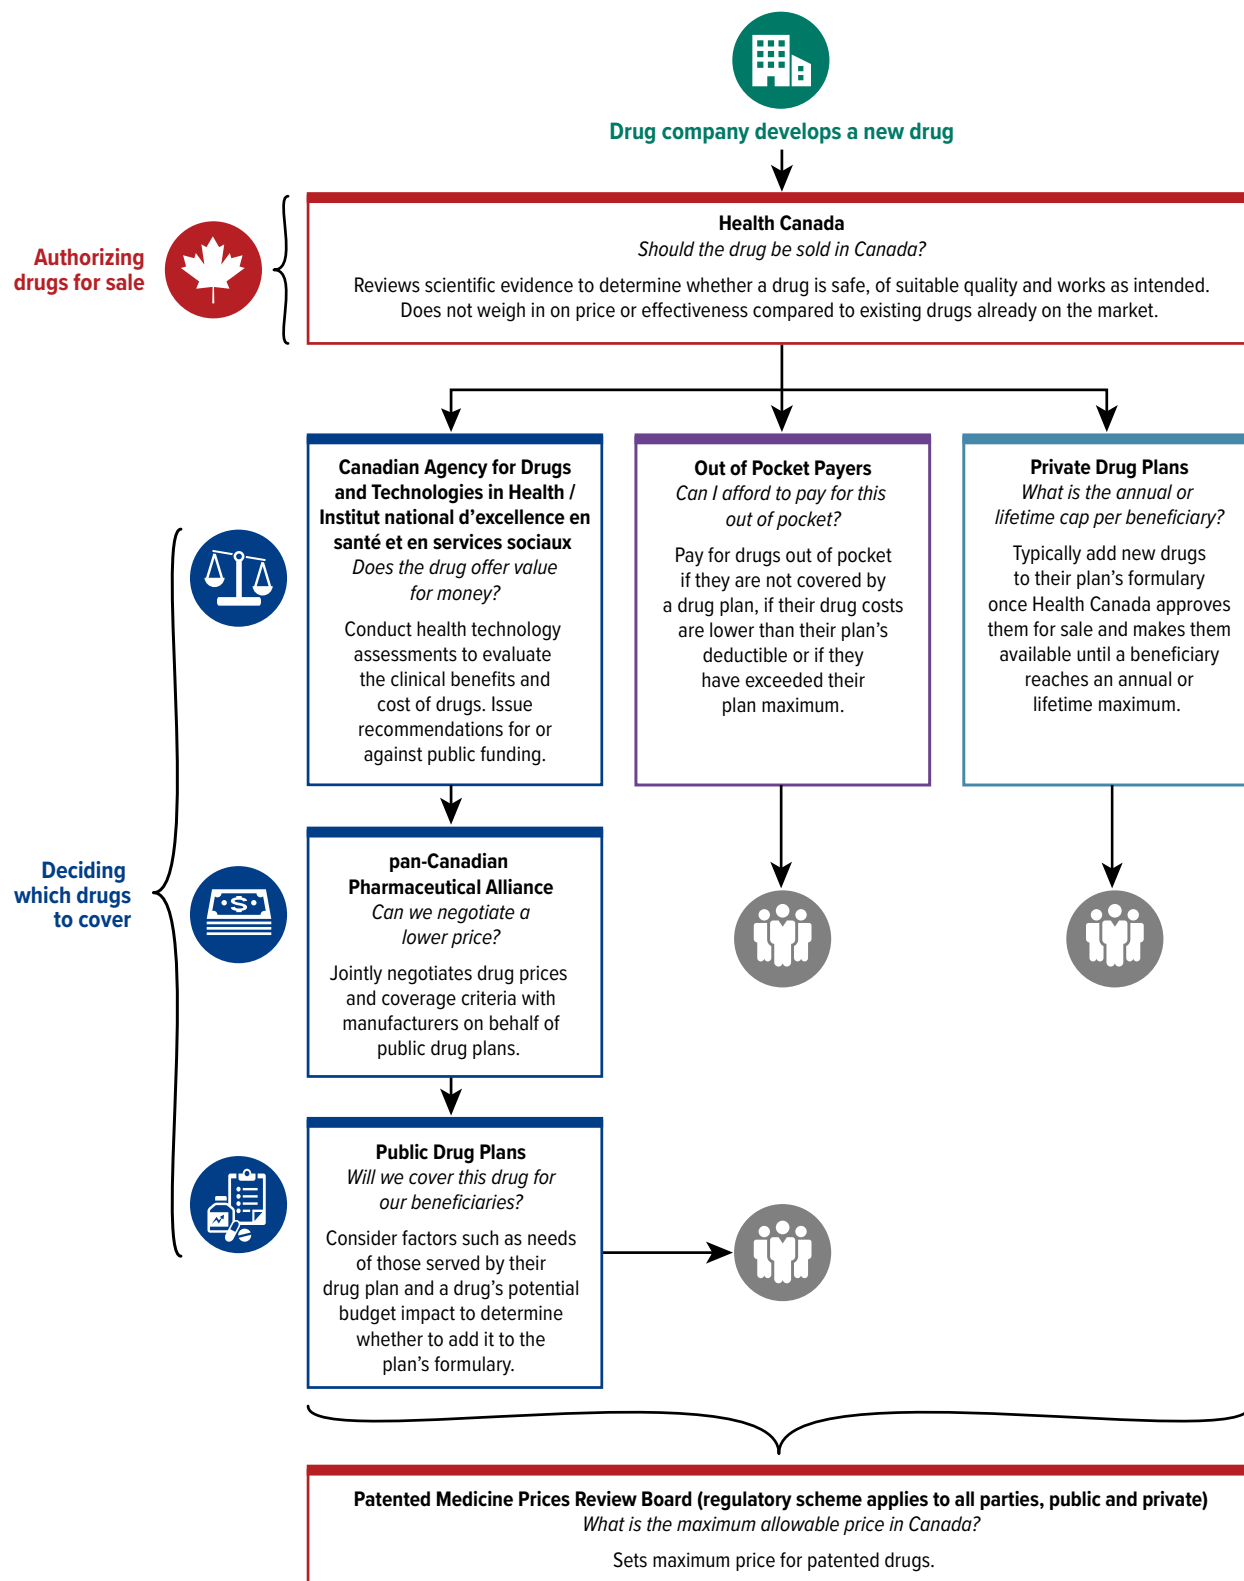 Drug company develops a new drug
Authorizing
drugs for sale
Health Canada
Should the drug be sold in Canada?
Reviews scientific evidence to determine whether a drug is safe, of suitable quality and works as intended.
Does not weigh in on price or effectiveness compared to existing drugs already on the market.
Deciding
which drugs
to cover
Canadian Agency for Drugs
and Technologies in Health /
Institut national d’excellence en
santé et en services sociaux
Does the drug offer value
for money?
Conduct health technology
assessments to evaluate
the clinical benefits and
cost of drugs. Issue
recommendations for or
against public funding.
Out of Pocket Payers
Can I afford to pay for this
out of pocket?
Pay for drugs out of pocket
if they are not covered by
a drug plan, if their drug costs
are lower than their plan’s
deductible or if they
have exceeded their
plan maximum.
Private Drug Plans
What is the annual or
lifetime cap per beneficiary?
Typically add new drugs
to their plan’s formulary
once Health Canada approves
them for sale and makes them
available until a beneficiary
reaches an annual or
lifetime maximum.
$
pan-Canadian
Pharmaceutical Alliance
Can we negotiate a
lower price?
Jointly negotiates drug prices
and coverage criteria with
manufacturers on behalf of
public drug plans.
Public Drug Plans
Will we cover this drug for
our beneficiaries?
Consider factors such as needs
of those served by their
drug plan and a drug’s potential
budget impact to determine
whether to add it to the
plan’s formulary.
Patented Medicine Prices Review Board (regulatory scheme applies to all parties, public and private)
What is the maximum allowable price in Canada?
Sets maximum price for patented drugs.